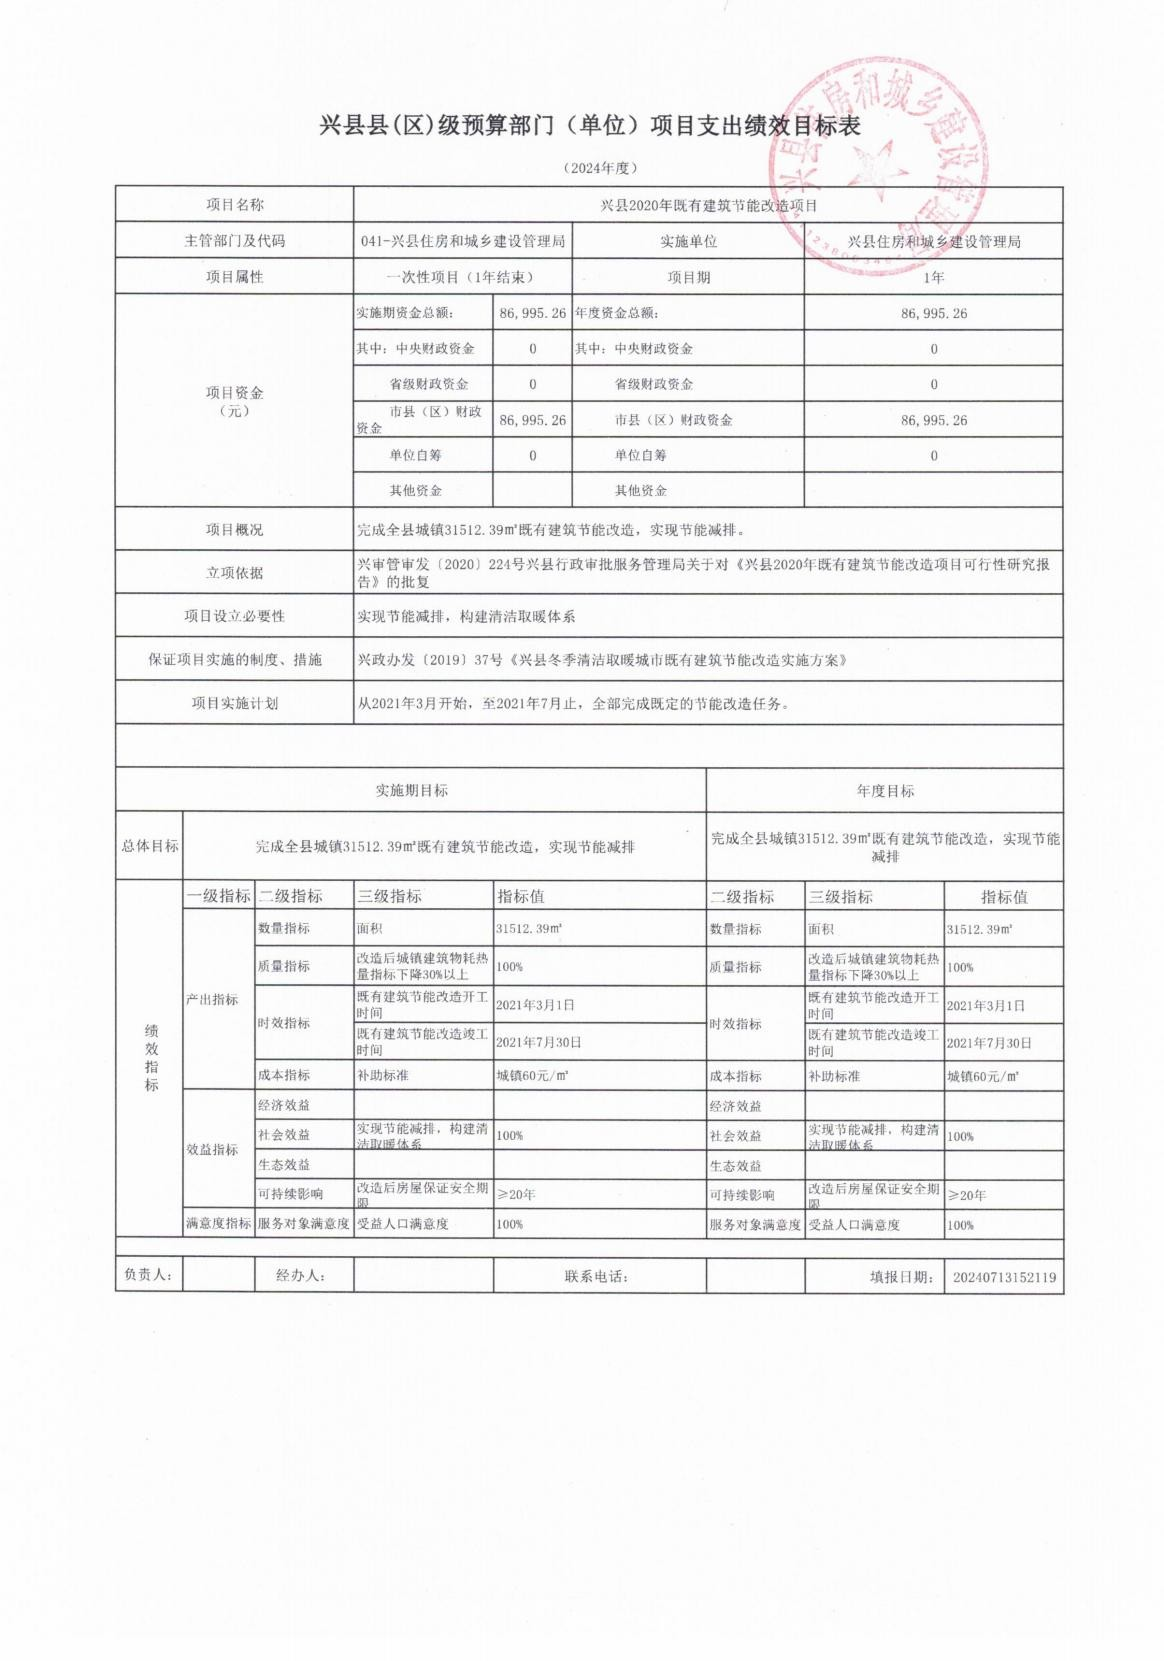 兴县县(区)级预算部门（单位）项目支出绩效目标表
（2024年度）
项目名称 兴县2020年既有建筑节能改造项目
主管部门及代码 041-兴县住房和城乡建设管理局 实施单位 兴县住房和城乡建设管理局
项目属性 一次性项目（1年结束） 项目期 1年
项目资金
（元）
实施期资金总额： 86,995.26 年度资金总额： 86,995.26
其中：中央财政资金 0 其中：中央财政资金 0
省级财政资金 0 省级财政资金 0
市县（区）财政
资金 86,995.26 市县（区）财政资金 86,995.26
单位自筹 0 单位自筹 0
其他资金 其他资金
项目概况 完成全县城镇31512.39㎡既有建筑节能改造，实现节能减排。
立项依据 兴审管审发〔2020〕224号兴县行政审批服务管理局关于对《兴县2020年既有建筑节能改造项目可行性研究报
告》的批复
项目设立必要性 实现节能减排，构建清洁取暖体系
保证项目实施的制度、措施 兴政办发〔2019〕37号《兴县冬季清洁取暖城市既有建筑节能改造实施方案》
项目实施计划 从2021年3月开始，至2021年7月止，全部完成既定的节能改造任务。
实施期目标 年度目标
总体目标 完成全县城镇31512.39㎡既有建筑节能改造，实现节能减排 完成全县城镇31512.39㎡既有建筑节能改造，实现节能
减排
绩效指标
一级指标 二级指标 三级指标 指标值 二级指标 三级指标 指标值
产出指标
数量指标 面积 31512.39㎡ 数量指标 面积 31512.39㎡
质量指标 改造后城镇建筑物耗热
量指标下降30%以上 100% 质量指标 改造后城镇建筑物耗热
量指标下降30%以上 100%
时效指标 既有建筑节能改造开工
时间 2021年3月1日 时效指标 既有建筑节能改造开工
时间 2021年3月1日
既有建筑节能改造竣工
时间 2021年7月30日 既有建筑节能改造竣工
时间 2021年7月30日
成本指标 补助标准 城镇60元/㎡ 成本指标 补助标准 城镇60元/㎡
效益指标
经济效益 经济效益
社会效益 实现节能减排，构建清
洁取暖体系 100% 社会效益 实现节能减排，构建清
洁取暖体系 100%
生态效益 生态效益
可持续影响 改造后房屋保证安全期
限 ≥20年 可持续影响 改造后房屋保证安全期
限 ≥20年
满意度指标 服务对象满意度 受益人口满意度 100% 服务对象满意度 受益人口满意度 100%
负责人： 经办人： 联系电话： 填报日期： 20240713152119
兴县住房和城乡建设管理局